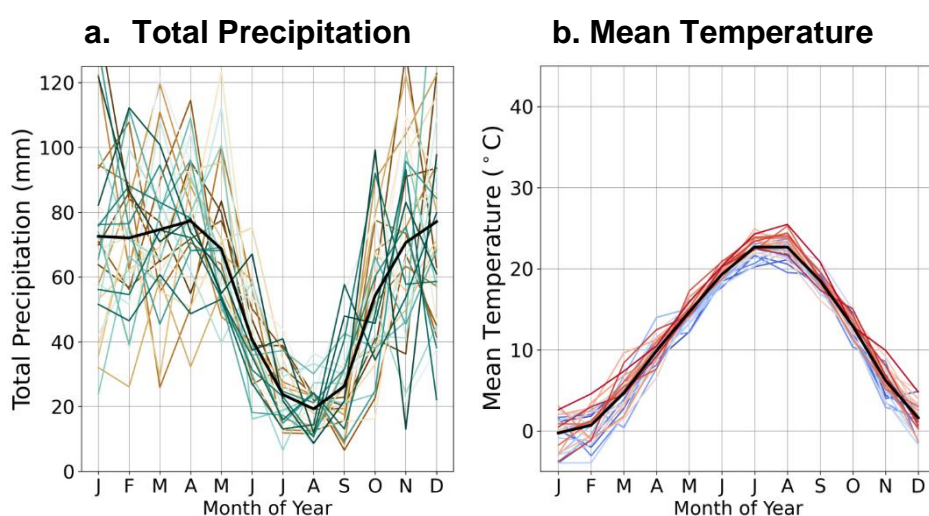 a. Total Precipitation
Total Precipitation (mm)
120
100
80
60
40
20
0
J F M A M J J A S O N D
Month of Year
b. Mean Temperature
Mean Temperature (°C)
40
30
20
10
0
J F M A M J J A S O N D
Month of Year